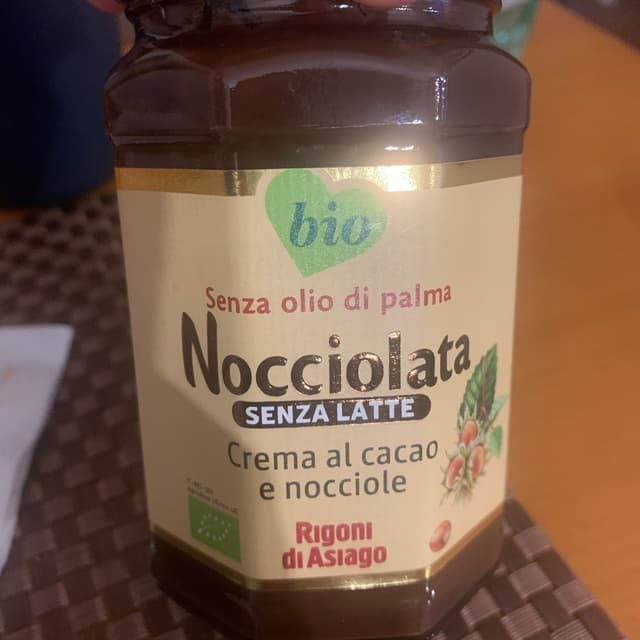 bio
Senza olio di palma
Nocciolata
SENZA LATTE
Crema al cacao
e nocciole
Rigoni
di Asiago